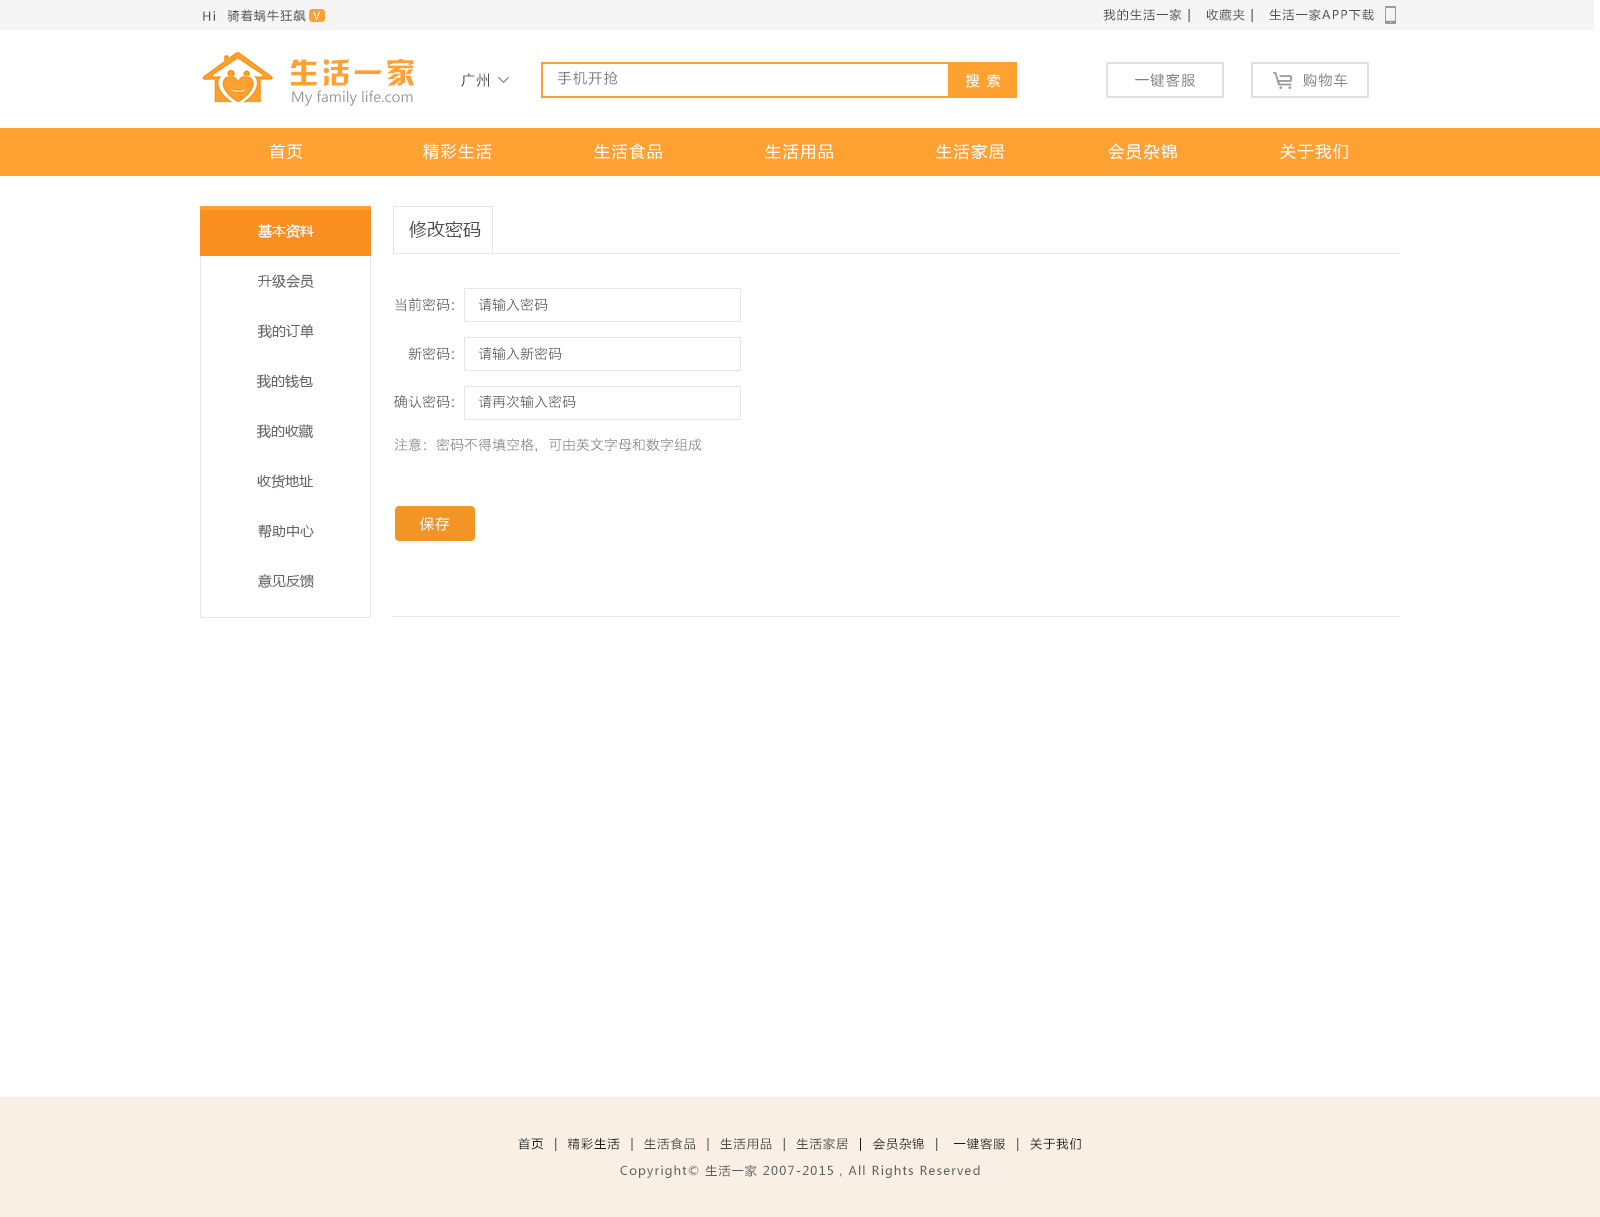 Hi 骑着蜗牛狂飙 V
我的生活一家 | 收藏夹 | 生活一家APP下载
生活一家
My family life.com
广州
手机开抢
搜 索
一键客服
购物车
首页 精彩生活 生活食品 生活用品 生活家居 会员杂锦 关于我们
基本资料
升级会员
我的订单
我的钱包
我的收藏
收货地址
帮助中心
意见反馈
修改密码
当前密码： 请输入密码
新密码： 请输入新密码
确认密码： 请再次输入密码
注意：密码不得填空格，可由英文字母和数字组成
保存
首页 | 精彩生活 | 生活食品 | 生活用品 | 生活家居 | 会员杂锦 | 一键客服 | 关于我们
Copyright© 生活一家 2007-2015 , All Rights Reserved